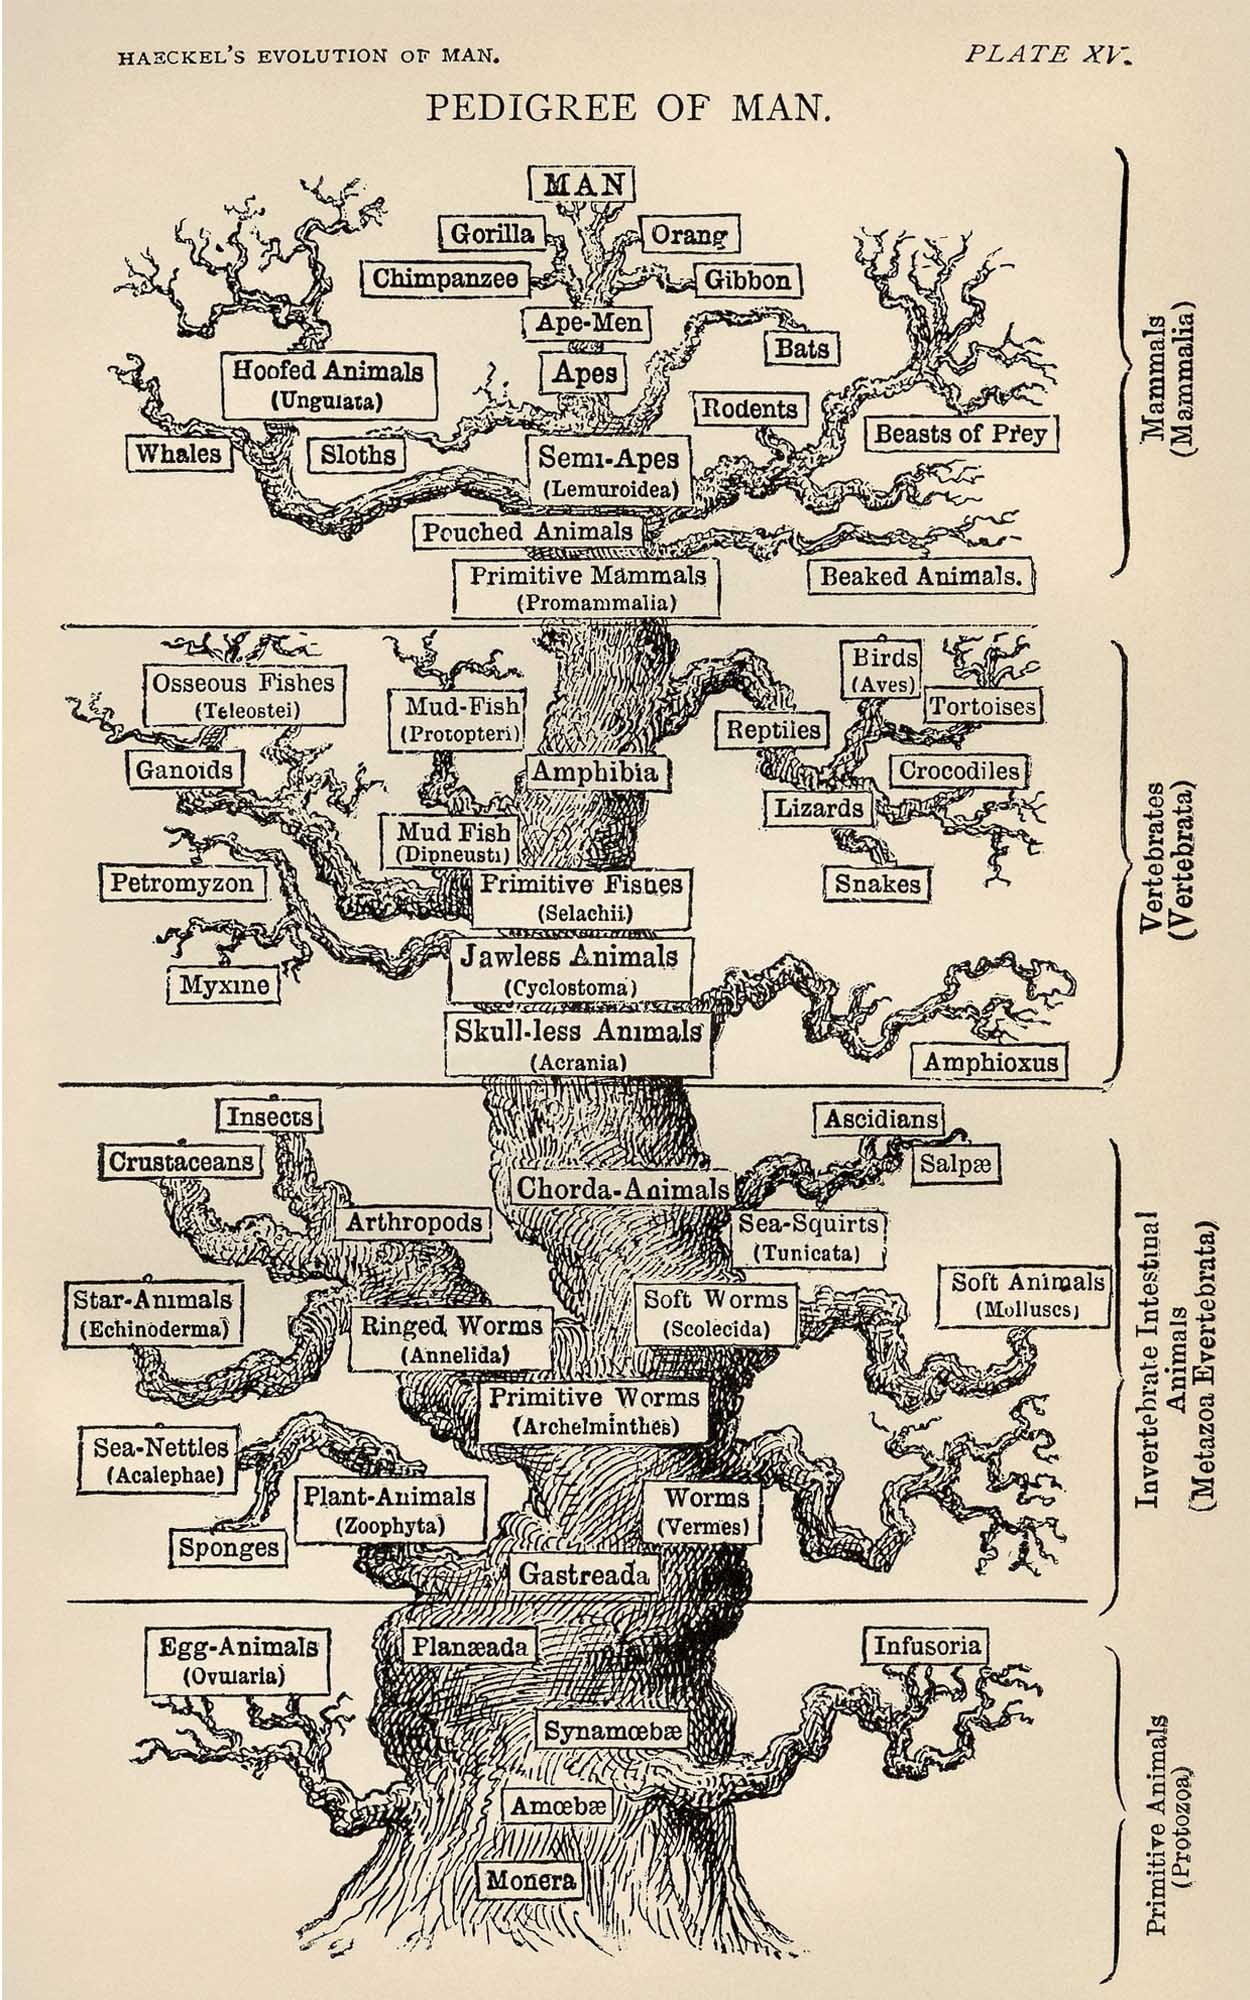 HAECKEL'S EVOLUTION OF MAN.
PLATE XV.
PEDIGREE OF MAN.
MAN
Gorilla
Orang
Chimpanzee
Gibbon
Ape-Men
Bats
Apes
Hoofed Animals
(Ungulata)
Rodents
Beasts of Prey
Whales
Sloths
Semi-Apes
(Lemuroidea)
Pouched Animals
Primitive Mammals
(Promammalia)
Beaked Animals.
Mammals
(Mammalia)
Osseous Fishes
(Teleostei)
Mud-Fish
(Protopteri)
Birds
(Aves)
Tortoises
Reptiles
Ganoids
Amphibia
Crocodiles
Lizards
Mud Fish
(Dipneusti)
Petromyzon
Primitive Fishes
(Selachii)
Snakes
Jawless Animals
(Cyclostoma)
Myxine
Skull-less Animals
(Acrania)
Amphioxus
Vertebrates
(Vertebrata)
Insects
Ascidians
Crustaceans
Salpæ
Chorda-Animals
Arthropods
Sea-Squirts
(Tunicata)
Star-Animals
(Echinoderma)
Ringed Worms
(Annelida)
Soft Worms
(Scolecida)
Soft Animals
(Molluscs)
Primitive Worms
(Archelminthes)
Sea-Nettles
(Acalephae)
Plant-Animals
(Zoophyta)
Worms
(Vermes)
Sponges
Gastreada
Invertebrate Intestinal
Animals
(Metazoa Evertebrata)
Egg-Animals
(Ovularia)
Planæada
Infusoria
Synamœbæ
Amœbæ
Monera
Primitive Animals
(Protozoa)